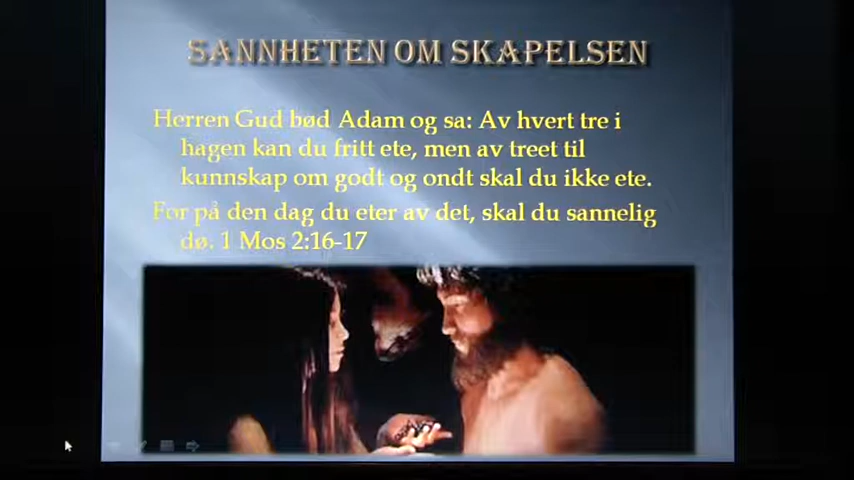 SANNHETEN OM SKAPELSEN
Herren Gud bød Adam og sa: Av hvert tre i
hagen kan du fritt ete, men av treet til
kunnskap om godt og ondt skal du ikke ete.
For på den dag du eter av det, skal du sannelig
dø. 1 Mos 2:16-17